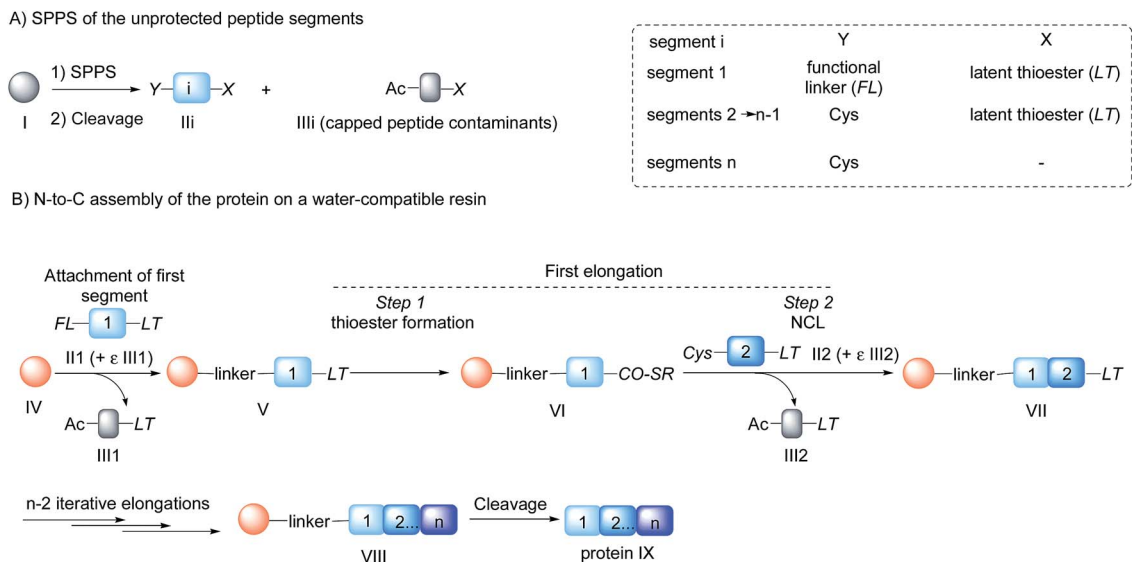 A) SPPS of the unprotected peptide segments
1) SPPS
2) Cleavage
I
Y i X
IIi
+
Ac X
IIIi (capped peptide contaminants)
segment i Y X
segment 1 functional linker (FL) latent thioester (LT)
segments 2 → n-1 Cys latent thioester (LT)
segments n Cys -
B) N-to-C assembly of the protein on a water-compatible resin
Attachment of first
segment
FL 1 LT
II1 (+ ε III1)
IV
Ac LT
III1
linker 1 LT
V
First elongation
Step 1
thioester formation
linker 1 CO-SR
VI
Step 2
NCL
Cys 2 LT
II2 (+ ε III2)
Ac LT
III2
linker 1 2 LT
VII
n-2 iterative elongations
linker 1 2... n
VIII
Cleavage
1 2... n
protein IX